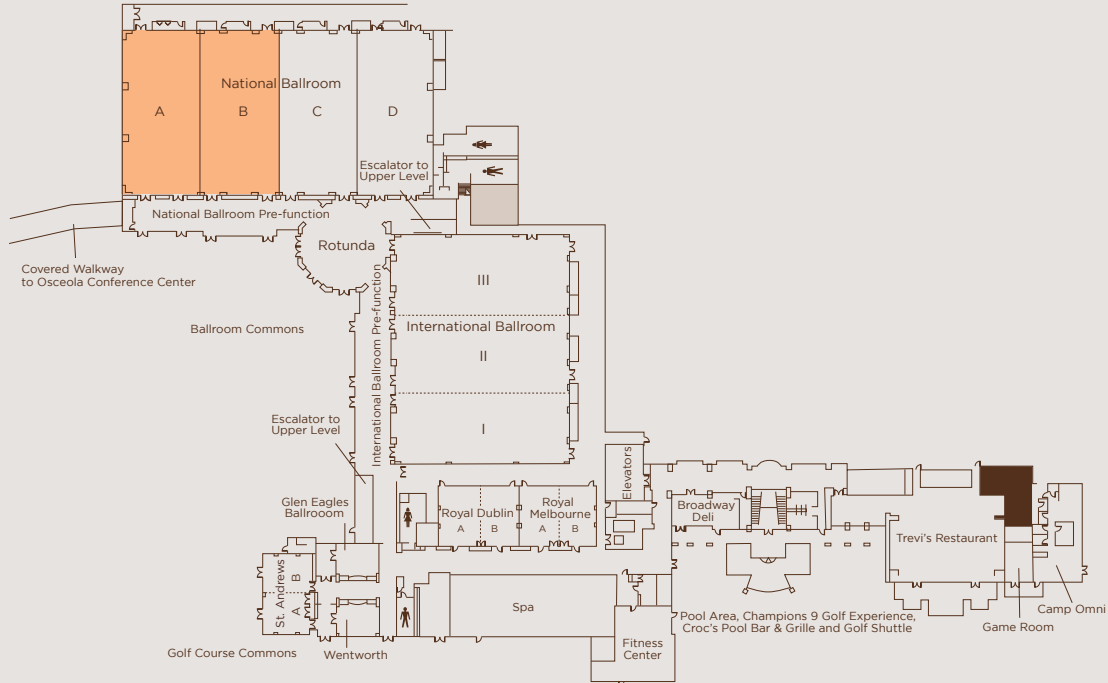 National Ballroom
A
B
C
D
Escalator to
Upper Level
National Ballroom Pre-function
Rotunda
Covered Walkway
to Osceola Conference Center
Ballroom Commons
International Ballroom Pre-function
III
International Ballroom
II
I
Escalator to
Upper Level
Elevators
Glen Eagles
Ballrooom
Royal Dublin
A
B
Royal
Melbourne
A
B
Broadway
Deli
Trevi's Restaurant
St. Andrews
B
A
Spa
Pool Area, Champions 9 Golf Experience,
Croc's Pool Bar & Grille and Golf Shuttle
Camp Omni
Game Room
Golf Course Commons
Wentworth
Fitness
Center